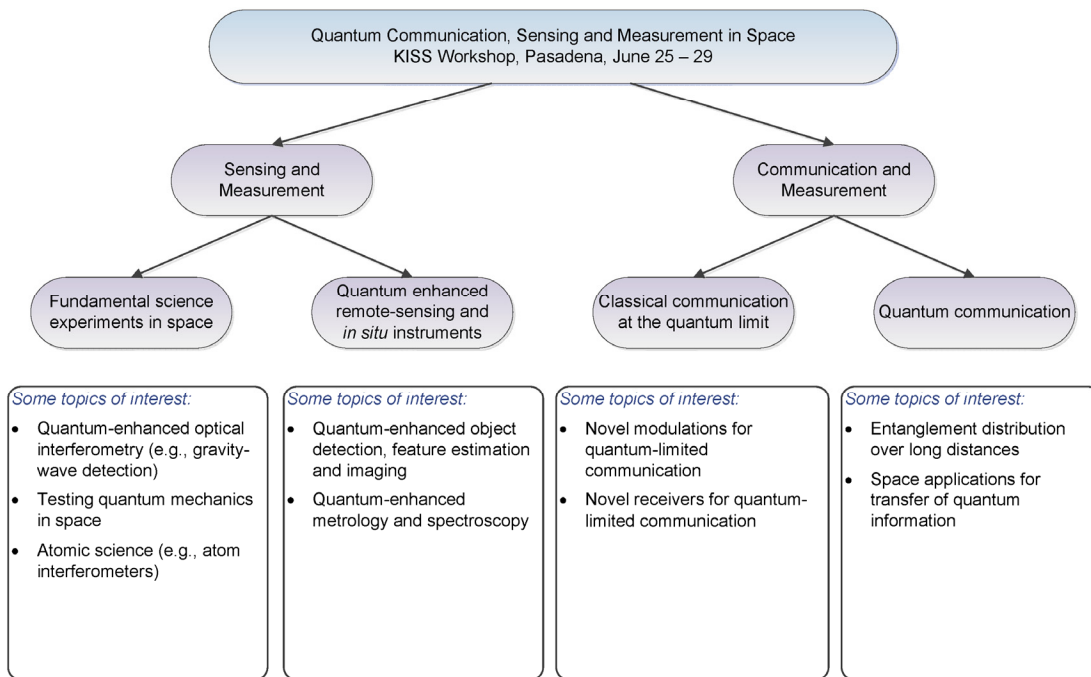 Quantum Communication, Sensing and Measurement in Space
KISS Workshop, Pasadena, June 25 – 29
Sensing and
Measurement
Communication and
Measurement
Fundamental science
experiments in space
Quantum enhanced
remote-sensing and
in situ instruments
Classical communication
at the quantum limit
Quantum communication
Some topics of interest:
• Quantum-enhanced optical
interferometry (e.g., gravity-
wave detection)
• Testing quantum mechanics
in space
• Atomic science (e.g., atom
interferometers)
Some topics of interest:
• Quantum-enhanced object
detection, feature estimation
and imaging
• Quantum-enhanced
metrology and spectroscopy
Some topics of interest:
• Novel modulations for
quantum-limited
communication
• Novel receivers for quantum-
limited communication
Some topics of interest:
• Entanglement distribution
over long distances
• Space applications for
transfer of quantum
information